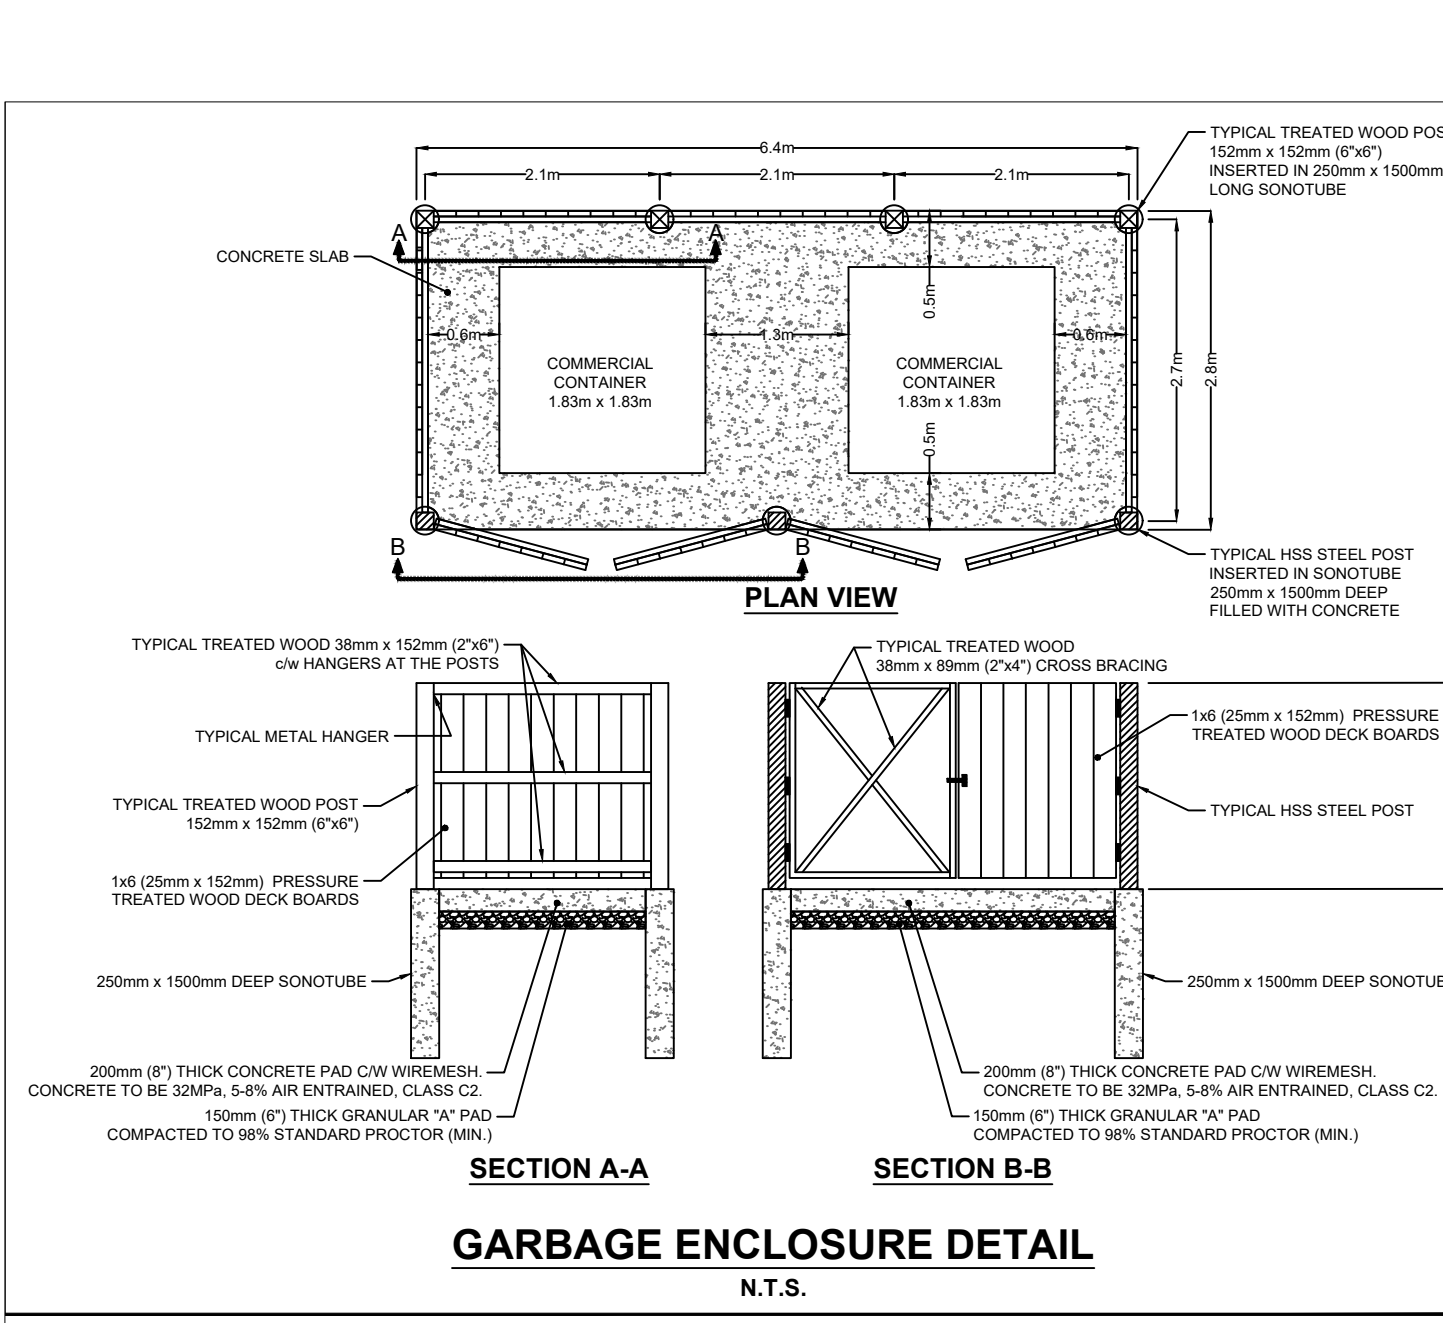 6.4m
2.1m
2.1m
2.1m
TYPICAL TREATED WOOD
152mm x 152mm (6"x6")
INSERTED IN 250mm x 1500mm
LONG SONOTUBE
A
A
CONCRETE SLAB
0.5m
0.6m
1.3m
0.6m
COMMERCIAL
CONTAINER
1.83m x 1.83m
COMMERCIAL
CONTAINER
1.83m x 1.83m
2.7m
2.8m
0.5m
B
B
TYPICAL HSS STEEL POST
INSERTED IN SONOTUBE
250mm x 1500mm DEEP
FILLED WITH CONCRETE
PLAN VIEW
TYPICAL TREATED WOOD 38mm x 152mm (2"x6")
c/w HANGERS AT THE POSTS
TYPICAL METAL HANGER
TYPICAL TREATED WOOD POST
152mm x 152mm (6"x6")
1x6 (25mm x 152mm) PRESSURE
TREATED WOOD DECK BOARDS
250mm x 1500mm DEEP SONOTUBE
200mm (8") THICK CONCRETE PAD C/W WIREMESH.
CONCRETE TO BE 32MPa, 5-8% AIR ENTRAINED, CLASS C2.
150mm (6") THICK GRANULAR "A" PAD
COMPACTED TO 98% STANDARD PROCTOR (MIN.)
SECTION A-A
TYPICAL TREATED WOOD
38mm x 89mm (2"x4") CROSS BRACING
1x6 (25mm x 152mm) PRESSURE
TREATED WOOD DECK BOARDS
TYPICAL HSS STEEL POST
250mm x 1500mm DEEP
200mm (8") THICK CONCRETE PAD C/W WIREMESH.
CONCRETE TO BE 32MPa, 5-8% AIR ENTRAINED, CLASS C2.
150mm (6") THICK GRANULAR "A" PAD
COMPACTED TO 98% STANDARD PROCTOR (MIN.)
SECTION B-B
GARBAGE ENCLOSURE DETAIL
N.T.S.